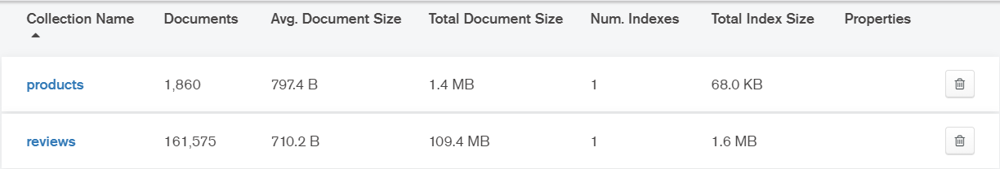 Collection Name Documents Avg. Document Size Total Document Size Num. Indexes Total Index Size Properties
products 1,860 797.4 B 1.4 MB 1 68.0 KB
reviews 161,575 710.2 B 109.4 MB 1 1.6 MB